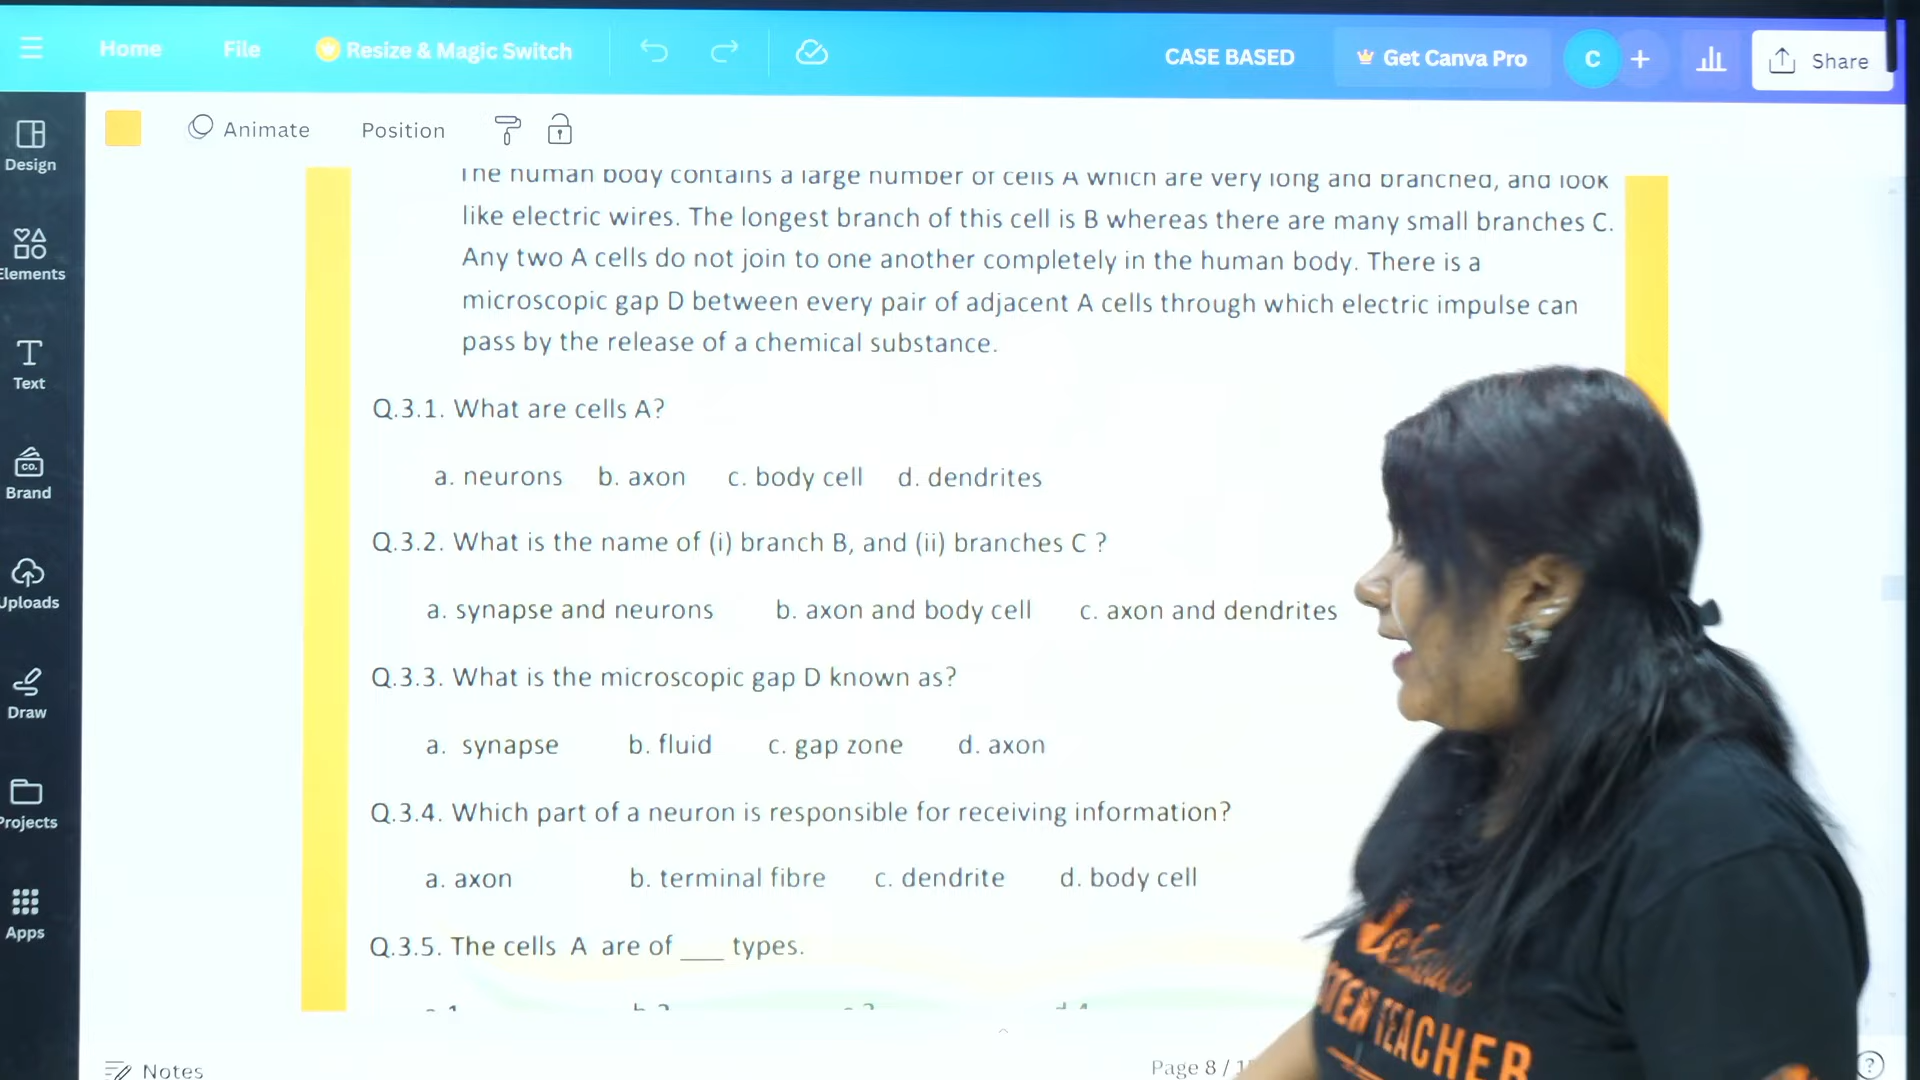 Home File Resize & Magic Switch CASE BASED Get Canva Pro C + Share
Animate Position
Design
Elements
Text
CO.
Brand
Uploads
Draw
Projects
Apps
The human body contains a large number of cells A which are very long and branched, and look
like electric wires. The longest branch of this cell is B whereas there are many small branches C.
Any two A cells do not join to one another completely in the human body. There is a
microscopic gap D between every pair of adjacent A cells through which electric impulse can
pass by the release of a chemical substance.
Q.3.1. What are cells A?
a. neurons b. axon c. body cell d. dendrites
Q.3.2. What is the name of (i) branch B, and (ii) branches C ?
a. synapse and neurons b. axon and body cell c. axon and dendrites
Q.3.3. What is the microscopic gap D known as?
a. synapse b. fluid c. gap zone d. axon
Q.3.4. Which part of a neuron is responsible for receiving information?
a. axon b. terminal fibre c. dendrite d. body cell
Q.3.5. The cells A are of ___ types.
Notes Page 8 / 1 ?
TEACHER